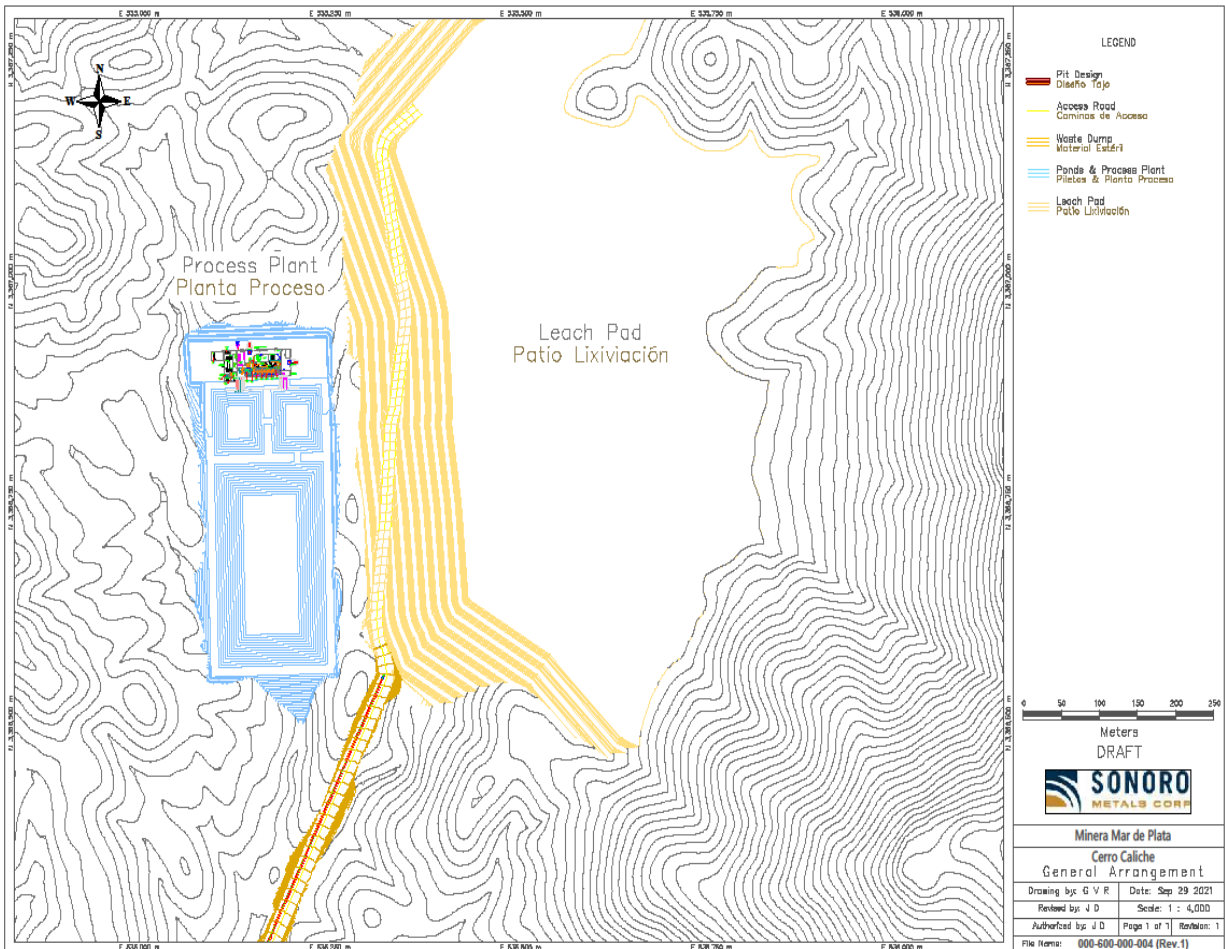 N
W
E
S
Process Plant
Planta Proceso
Leach Pad
Patio Lixiviación
LEGEND
Pit Design
Diseño Tajo
Access Road
Caminos de Acceso
Waste Dump
Material Estéril
Ponds & Process Plant
Piletas & Planta Proceso
Leach Pad
Patio Lixiviación
0 50 100 150 200 250
Meters
DRAFT
SONORO
METALS CORP
Minera Mar de Plata
Cerro Caliche
General Arrangement
Drawing by: G V R Date: Sep 29 2021
Revised by: J D Scale: 1 : 4,000
Authorized by: J D Page 1 of 1 Revision: 1
File Name: 000-600-000-004 (Rev.1)